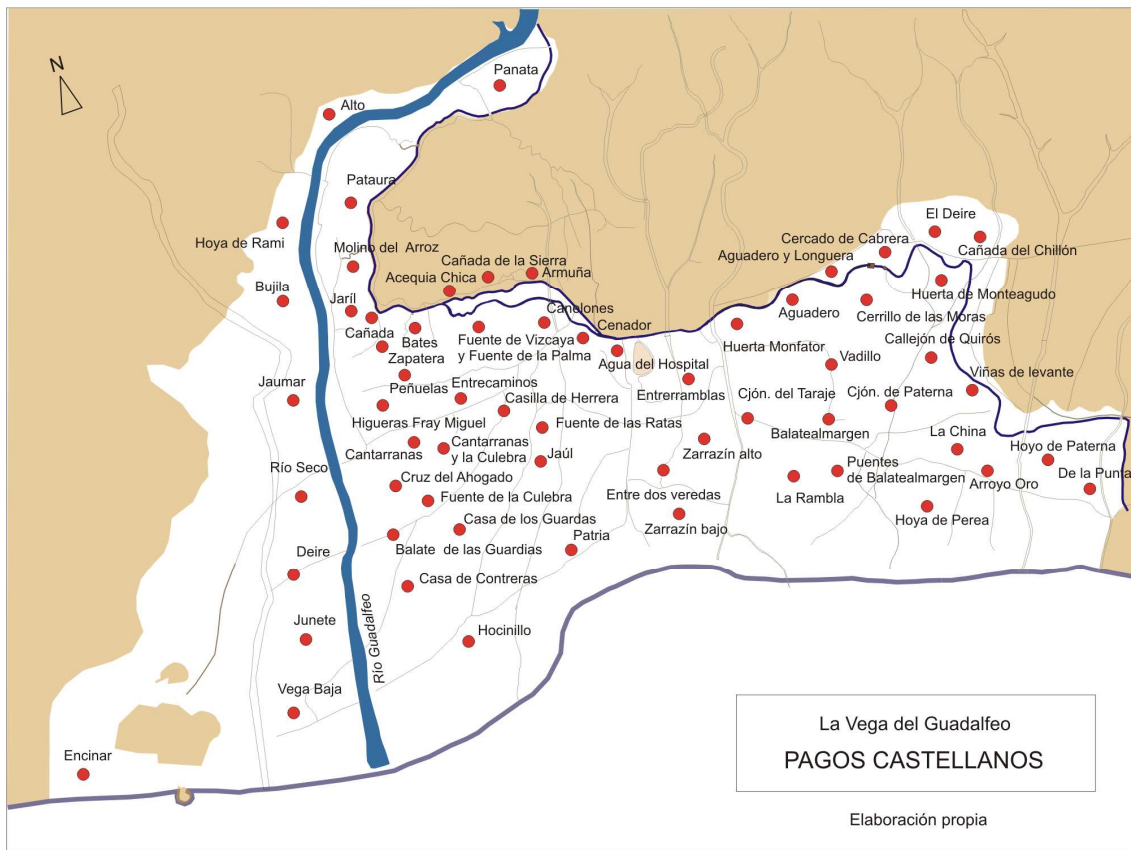 N
Panata
Alto
Pataura
El Deire
Hoya de Rami
Cercado de Cabrera
Cañada del Chillón
Molino del Arroz
Aguadero y Longuera
Cañada de la Sierra
Armuña
Acequia Chica
Huerta de Monteagudo
Bujila
Jaríl
Canelones
Aguadero
Cerrillo de las Moras
Cañada
Bates
Fuente de Vizcaya
y Fuente de la Palma
Cenador
Huerta Monfator
Callejón de Quirós
Zapatera
Agua del Hospital
Vadillo
Viñas de levante
Jaumar
Peñuelas
Entrecaminos
Entrerramblas
Cjón. del Taraje
Cjón. de Paterna
Casilla de Herrera
Higueras Fray Miguel
Fuente de las Ratas
Balatealmargen
La China
Cantarranas
Cantarranas
y la Culebra
Jaúl
Zarrazín alto
Hoyo de Paterna
Río Seco
Cruz del Ahogado
Puentes
de Balatealmargen
De la Punta
Entre dos veredas
La Rambla
Arroyo Oro
Fuente de la Culebra
Hoya de Perea
Casa de los Guardas
Zarrazín bajo
Patria
Deire
Balate de las Guardias
Casa de Contreras
Junete
Hocinillo
Río Guadalfeo
Vega Baja
Encinar
La Vega del Guadalfeo
PAGOS CASTELLANOS
Elaboración propia